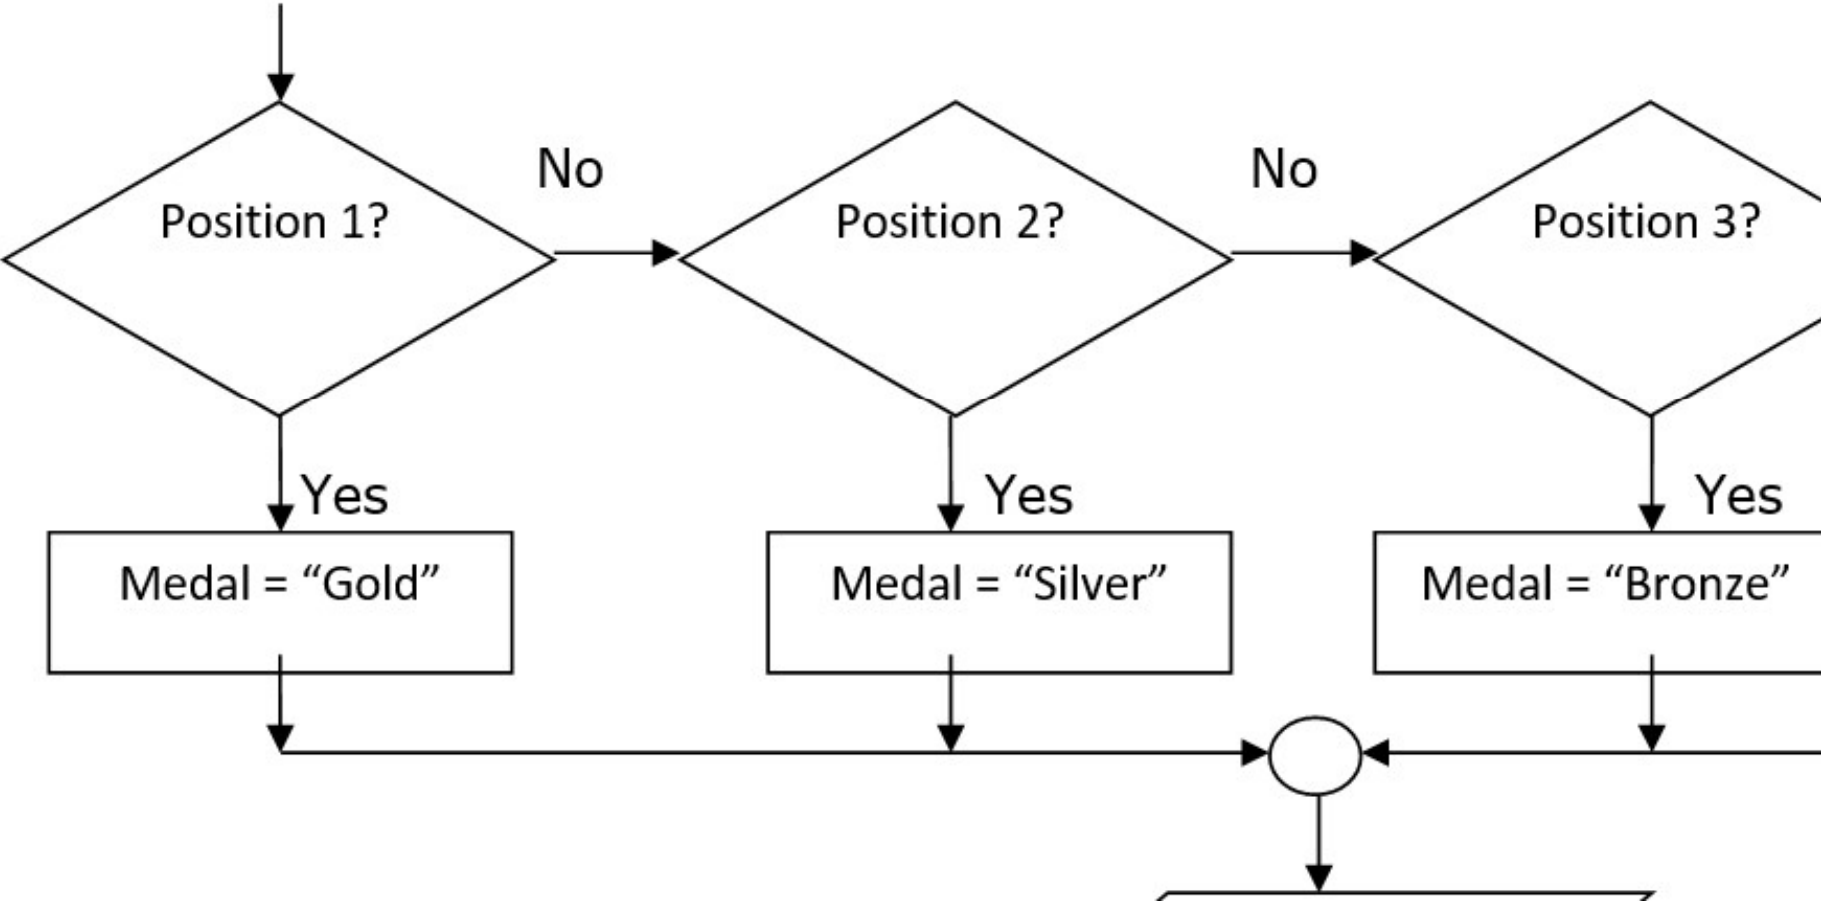 No
No
Position 1?
Position 2?
Position 3?
Yes
Yes
Yes
Medal = “Gold”
Medal = “Silver”
Medal = “Bronze”